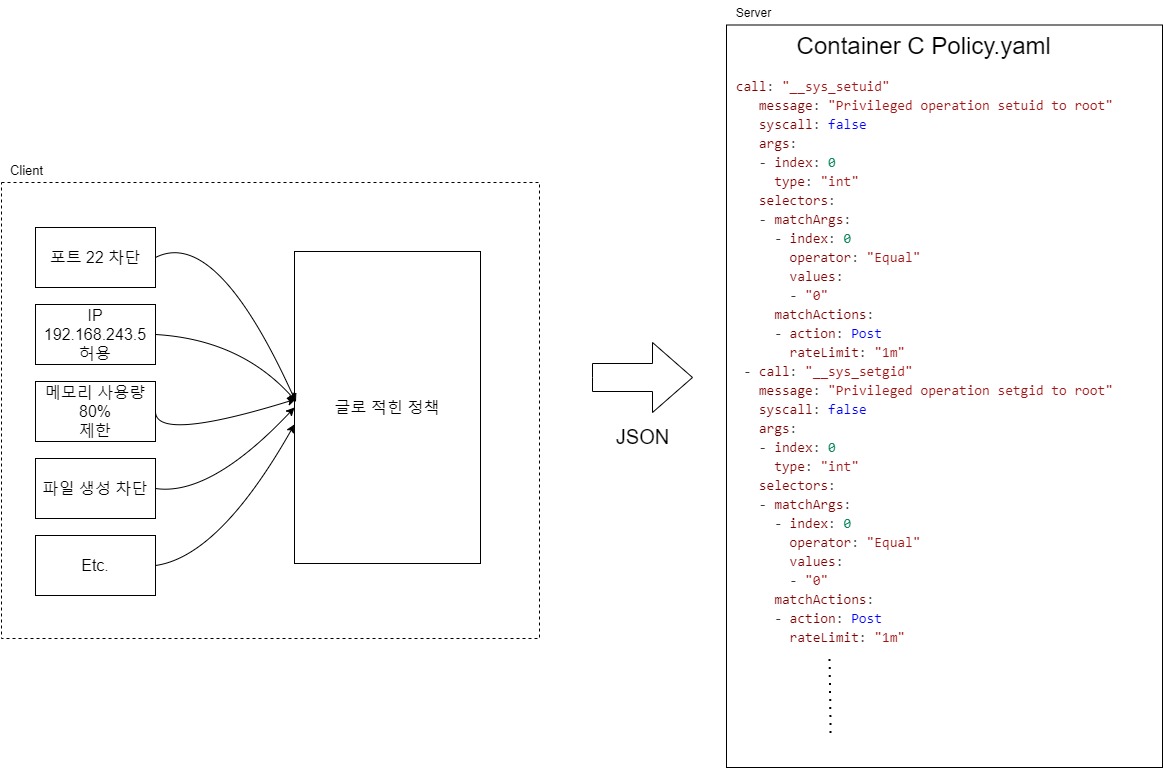 Client
포트 22 차단
IP
192.168.243.5
허용
메모리 사용량
80%
제한
파일 생성 차단
Etc.
글로 적힌 정책
JSON
Server
Container C Policy.yaml
call: "__sys_setuid"
message: "Privileged operation setuid to root"
syscall: false
args:
- index: 0
type: "int"
selectors:
- matchArgs:
- index: 0
operator: "Equal"
values:
- "0"
matchActions:
- action: Post
rateLimit: "1m"
- call: "__sys_setgid"
message: "Privileged operation setgid to root"
syscall: false
args:
- index: 0
type: "int"
selectors:
- matchArgs:
- index: 0
operator: "Equal"
values:
- "0"
matchActions:
- action: Post
rateLimit: "1m"